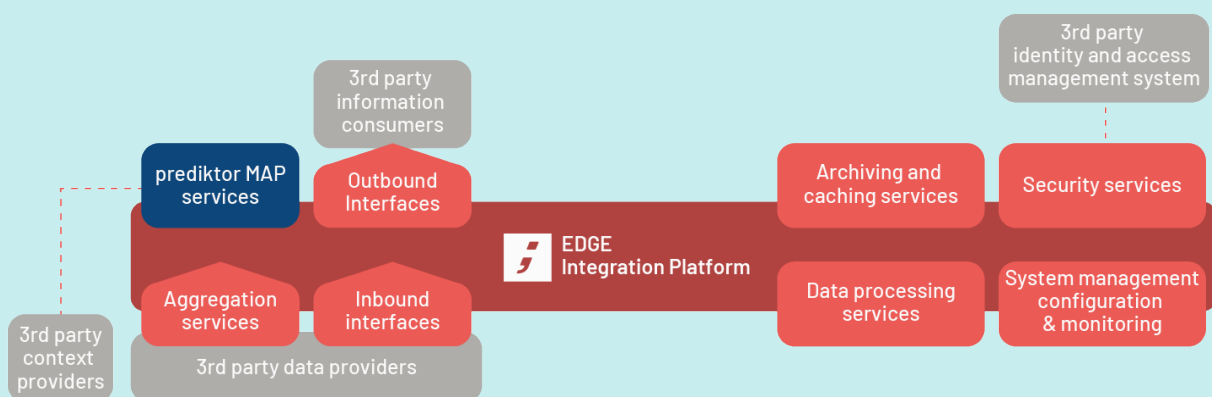 3rd party
identity and access
management system
3rd party
information
consumers
prediktor MAP
services
Outbound
Interfaces
Archiving and
caching services
Security services
EDGE
Integration Platform
Aggregation
services
Inbound
interfaces
Data processing
services
System management
configuration
& monitoring
3rd party
context
providers
3rd party data providers